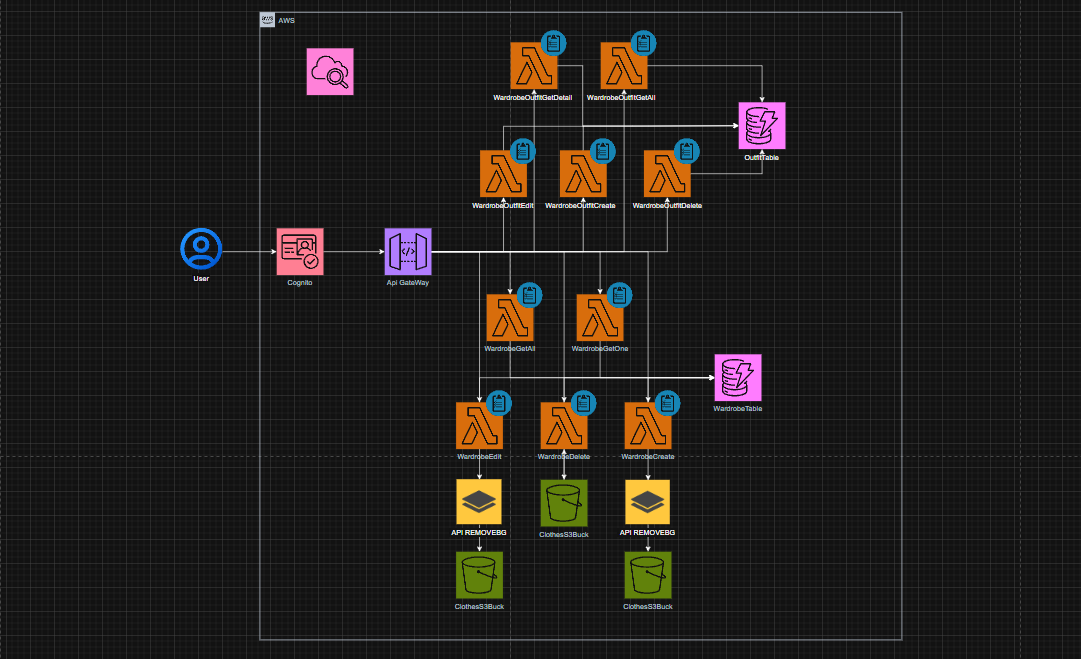 AWS
WardrobeOutfitGetDetail
WardrobeOutfitGetAll
OutfitTable
WardrobeOutfitEdit
WardrobeOutfitCreate
WardrobeOutfitDelete
User
Cognito
Api GateWay
WardrobeGetAll
WardrobeGetOne
WardrobeTable
WardrobeEdit
WardrobeDelete
WardrobeCreate
API REMOVEBG
ClothesS3Buck
API REMOVEBG
ClothesS3Buck
ClothesS3Buck